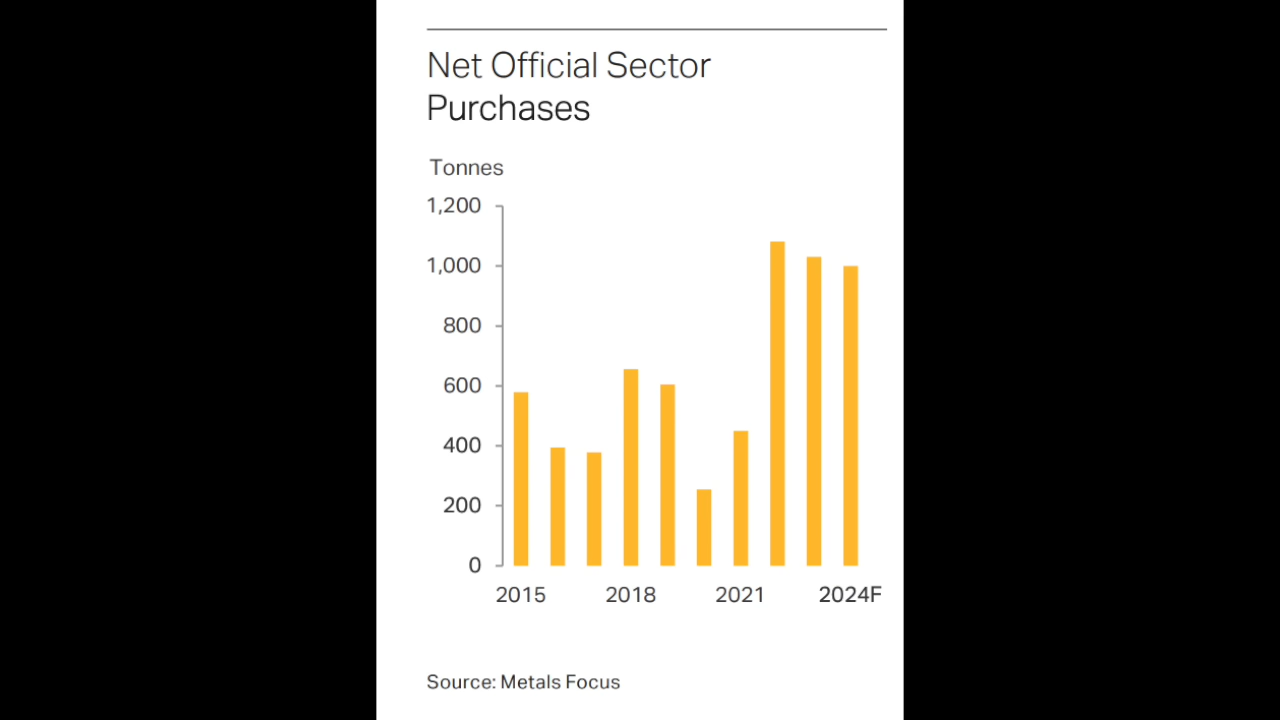 Net Official Sector
Purchases
Tonnes
1,200
1,000
800
600
400
200
0
2015 2018 2021 2024F
Source: Metals Focus